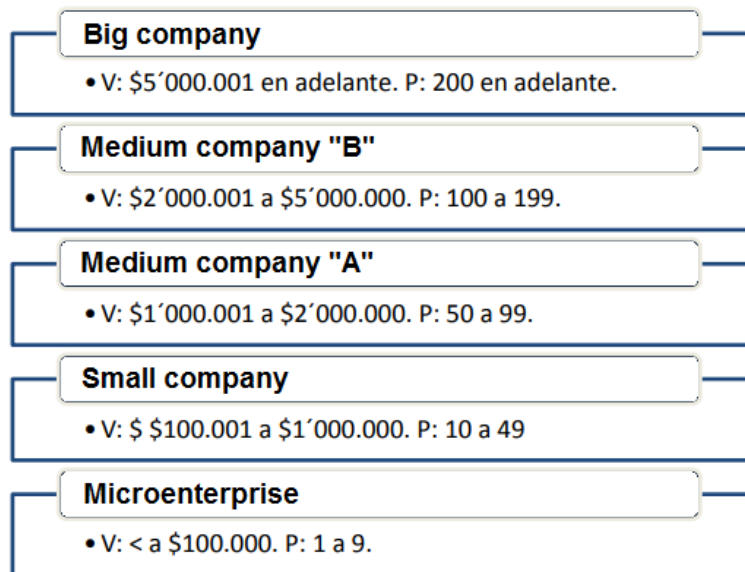 Big company
• V: $5´000.001 en adelante. P: 200 en adelante.
Medium company "B"
• V: $2´000.001 a $5´000.000. P: 100 a 199.
Medium company "A"
• V: $1´000.001 a $2´000.000. P: 50 a 99.
Small company
• V: $ $100.001 a $1´000.000. P: 10 a 49
Microenterprise
• V: < a $100.000. P: 1 a 9.